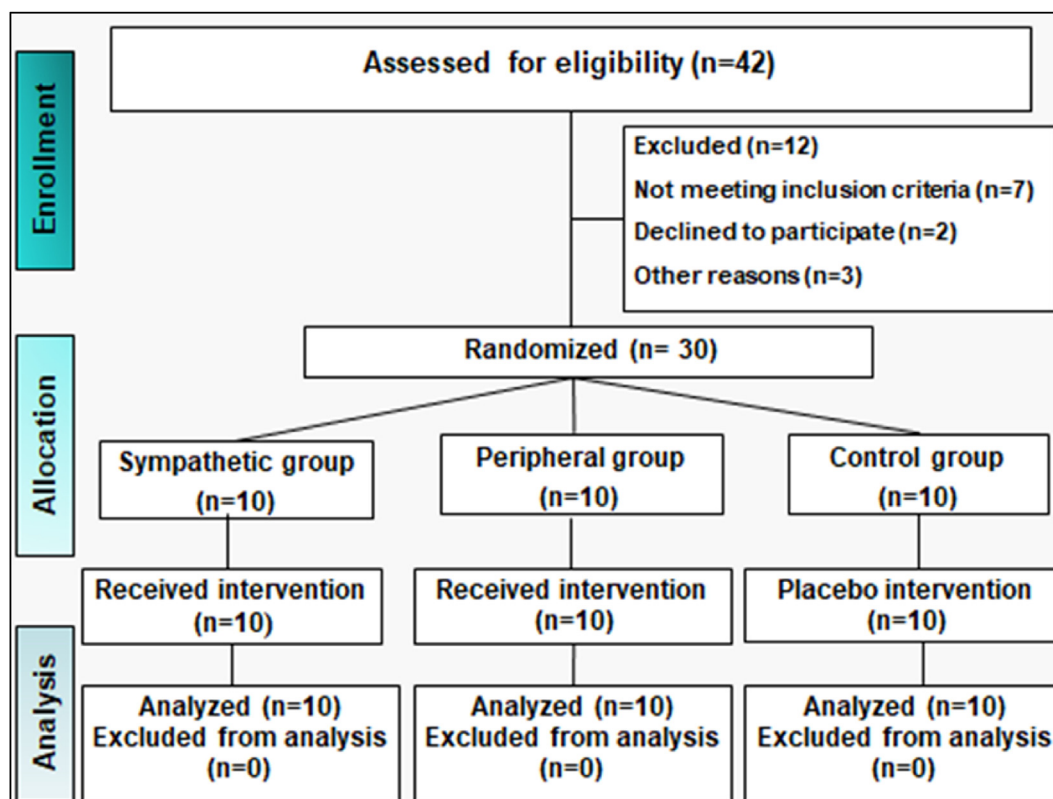 Enrollment
Assessed for eligibility (n=42)
Excluded (n=12)
Not meeting inclusion criteria (n=7)
Declined to participate (n=2)
Other reasons (n=3)
Allocation
Randomized (n= 30)
Sympathetic group
(n=10)
Peripheral group
(n=10)
Control group
(n=10)
Received intervention
(n=10)
Received intervention
(n=10)
Placebo intervention
(n=10)
Analysis
Analyzed (n=10)
Excluded from analysis
(n=0)
Analyzed (n=10)
Excluded from analysis
(n=0)
Analyzed (n=10)
Excluded from analysis
(n=0)